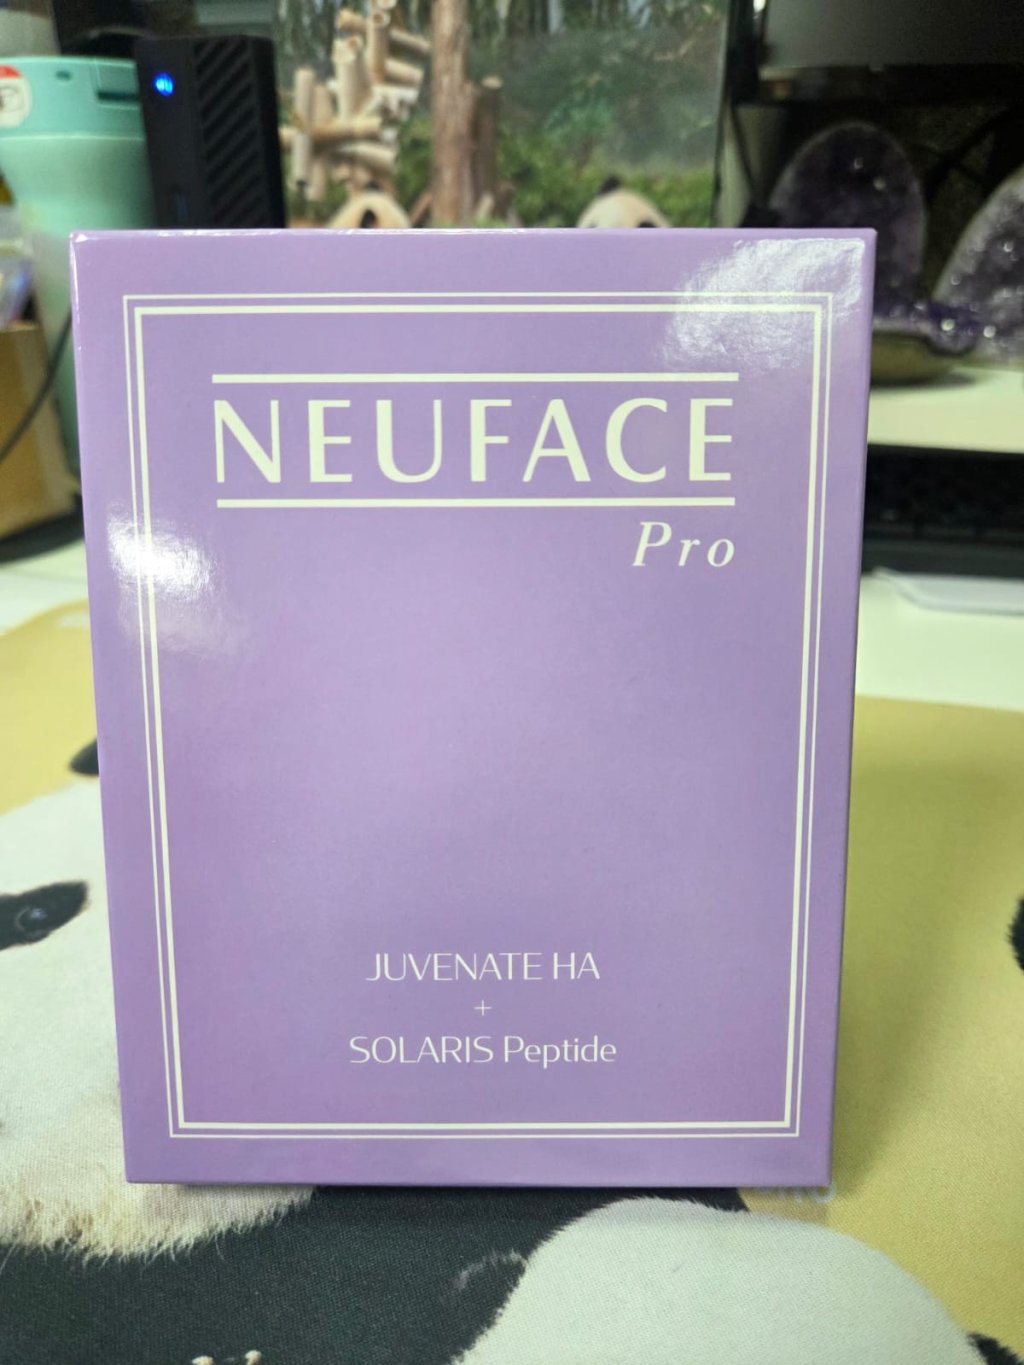 NEUFACE
Pro
JUVENATE HA
+
SOLARIS Peptide